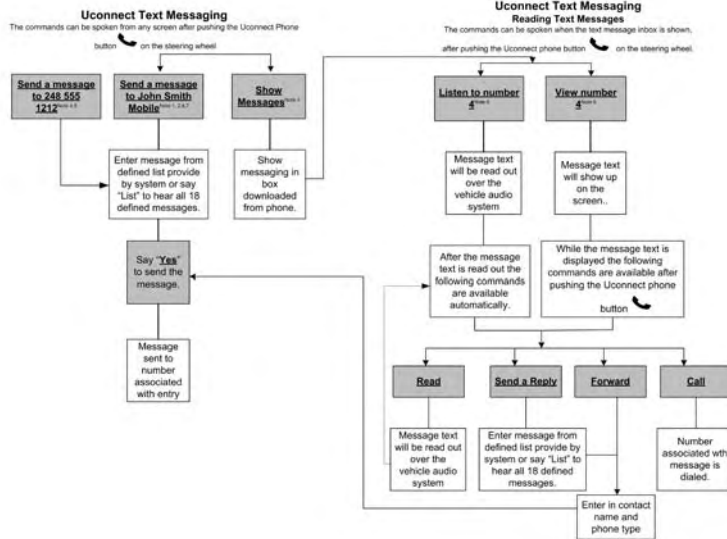 Uconnect Text Messaging
The commands can be spoken from any screen after pushing the Uconnect Phone
button on the steering wheel
Send a message
to 248 555
1212
Send a message
to John Smith
Mobile
Show
Messages
Enter message from
defined list provide
by system or say
"List" to hear all 18
defined messages.
Show
messaging in
box
downloaded
from phone.
Say "Yes"
to send the
message.
Message
sent to
number
associated
with entry
Uconnect Text Messaging
Reading Text Messages
The commands can be spoken when the text message inbox is shown,
after pushing the Uconnect phone button on the steering wheel.
Listen to number
4
View number
4
Message text
will be read out
over the
vehicle audio
system
Message text
will show up
on the
screen..
After the message
text is read out the
following commands
are available
automatically.
While the message text is
displayed the following
commands are available after
pushing the Uconnect phone
button
Read
Send a Reply
Forward
Call
Message text
will be read out
over the
vehicle audio
system
Enter message from
defined list provide by
system or say "List" to
hear all 18 defined
messages.
Number
associated wth
message is
dialed.
Enter in contact
name and
phone type